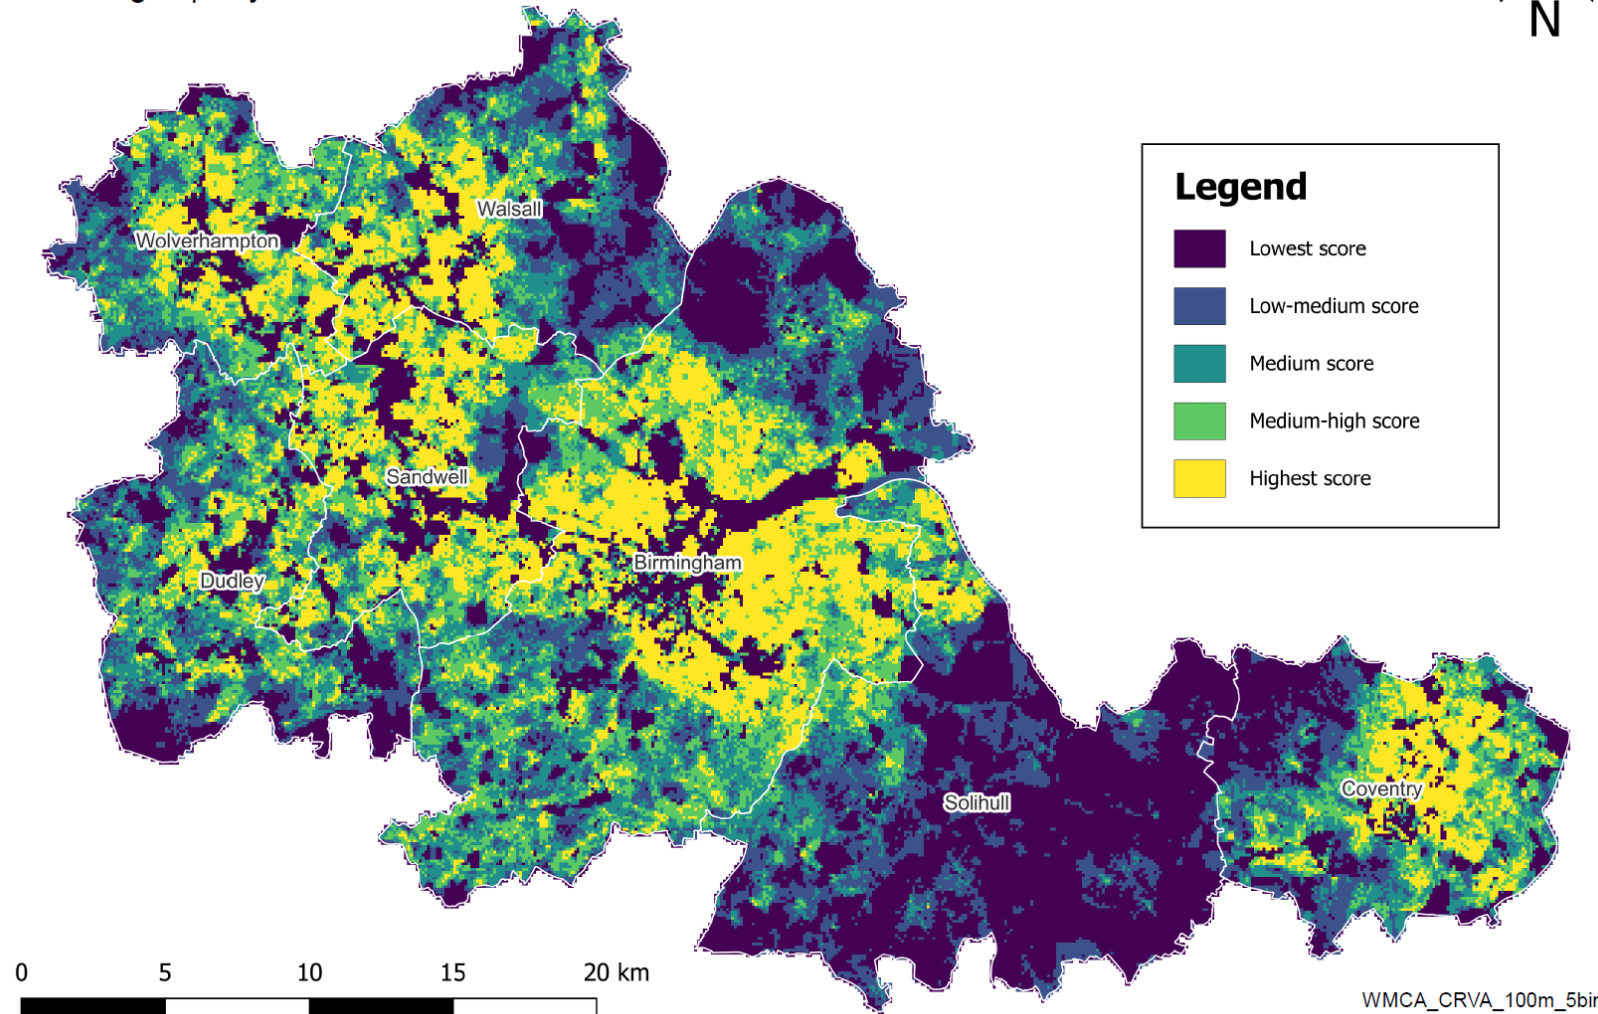 N
Legend
Lowest score
Low-medium score
Medium score
Medium-high score
Highest score
Walsall
Wolverhampton
Sandwell
Birmingham
Dudley
Coventry
Solihull
0 5 10 15 20 km
WMCA_CRVA_100m_5bin